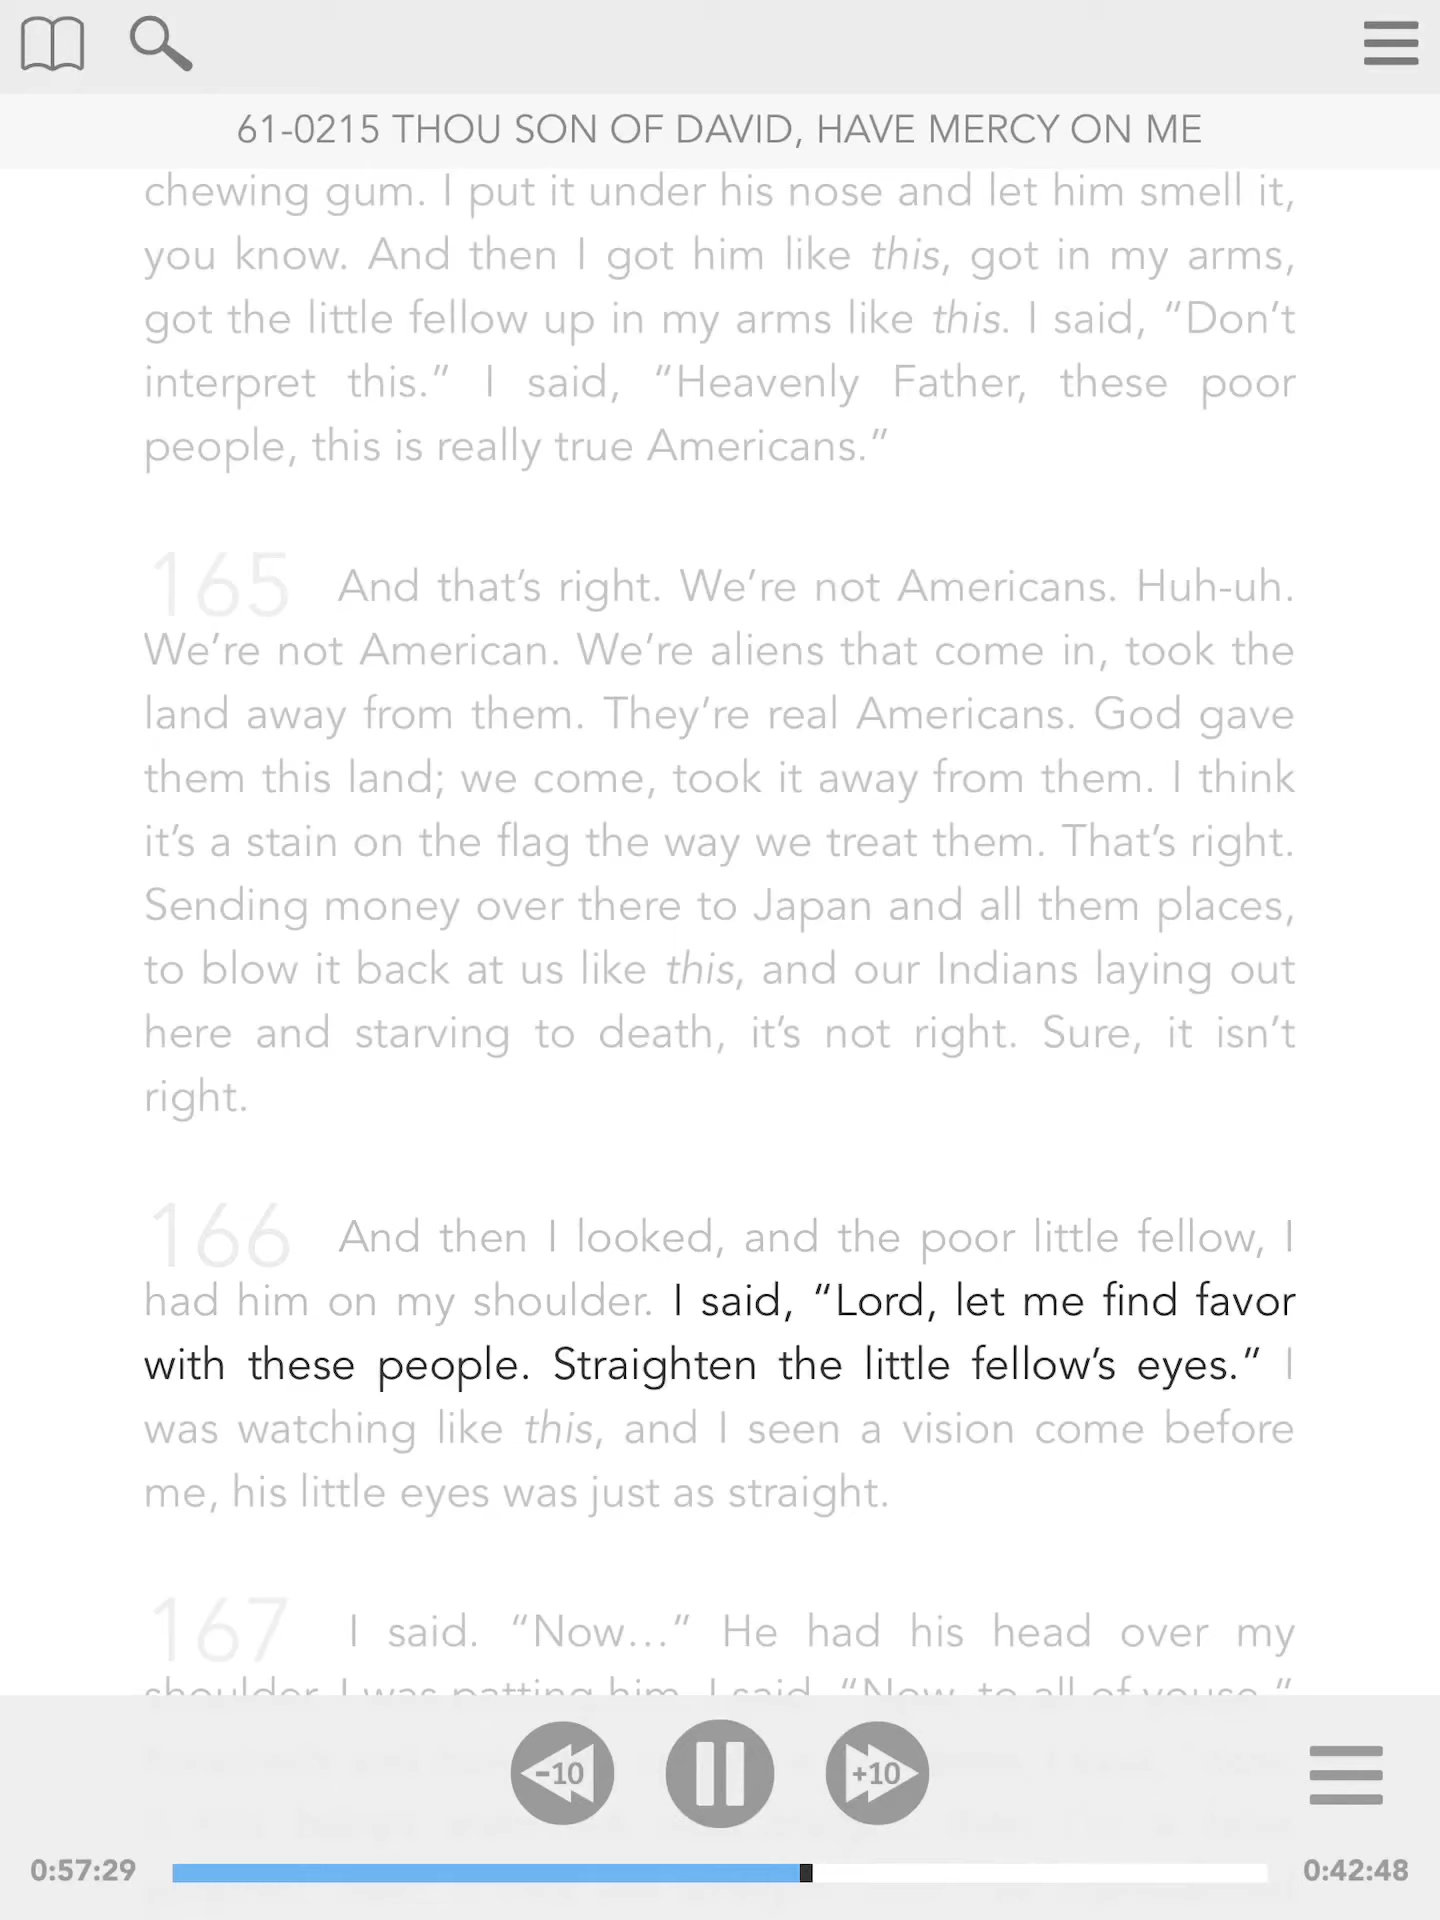 61-0215 THOU SON OF DAVID, HAVE MERCY ON ME
chewing gum. I put it under his nose and let him smell it,
you know. And then I got him like this, got in my arms,
got the little fellow up in my arms like this. I said, “Don’t
interpret this.” I said, “Heavenly Father, these poor
people, this is really true Americans.”
165 And that’s right. We’re not Americans. Huh-uh.
We’re not American. We’re aliens that come in, took the
land away from them. They’re real Americans. God gave
them this land; we come, took it away from them. I think
it’s a stain on the flag the way we treat them. That’s right.
Sending money over there to Japan and all them places,
to blow it back at us like this, and our Indians laying out
here and starving to death, it’s not right. Sure, it isn’t
right.
166 And then I looked, and the poor little fellow, I
had him on my shoulder. I said, “Lord, let me find favor
with these people. Straighten the little fellow’s eyes.” I
was watching like this, and I seen a vision come before
me, his little eyes was just as straight.
167 I said. “Now…” He had his head over my
shoulder. I was patting him. I said, “Now, to all of youse,”
-10 +10
0:57:29 0:42:48